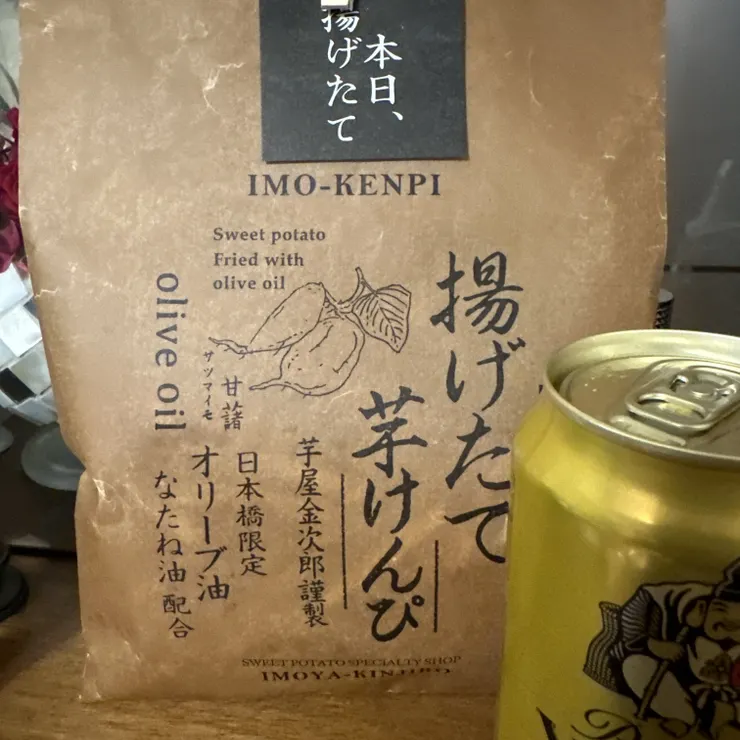 本日、
揚げたて
IMO-KENPI
Sweet potato
Fried with
olive oil
olive oil
揚げたて
芋けんぴ
甘藷
サツマイモ
芋屋金次郎謹製
日本橋限定
オリーブ油
なたね油 配合
SWEET POTATO SPECIALTY SHOP
IMOYA-KINJIRO